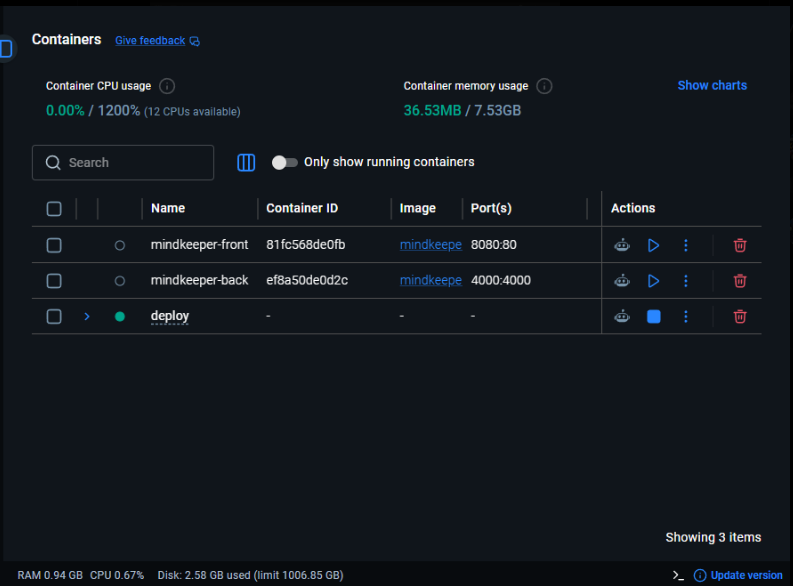 Containers Give feedback
Container CPU usage
0.00% / 1200% (12 CPUs available)
Container memory usage
36.53MB / 7.53GB
Show charts
Search
Only show running containers
Name Container ID Image Port(s) Actions
mindkeeper-front 81fc568de0fb mindkeepe 8080:80
mindkeeper-back ef8a50de0d2c mindkeepe 4000:4000
deploy - - -
Showing 3 items
RAM 0.94 GB CPU 0.67% Disk: 2.58 GB used (limit 1006.85 GB) >_ Update version